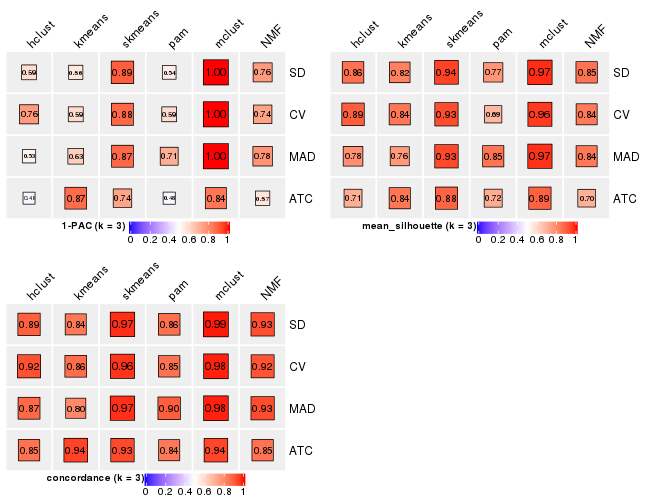 hclust kmeans skmeans pam mclust NMF
0.59 0.56 0.89 0.54 1.00 0.76 SD
0.76 0.59 0.88 0.59 1.00 0.74 CV
0.53 0.63 0.87 0.71 1.00 0.78 MAD
0.87 0.74 0.48 0.84 0.57 ATC
1-PAC (k = 3) 0 0.2 0.4 0.6 0.8 1
hclust kmeans skmeans pam mclust NMF
0.86 0.82 0.94 0.77 0.97 0.85 SD
0.89 0.84 0.93 0.69 0.96 0.84 CV
0.78 0.76 0.93 0.85 0.97 0.84 MAD
0.71 0.84 0.88 0.72 0.89 0.70 ATC
mean_silhouette (k = 3) 0 0.2 0.4 0.6 0.8 1
hclust kmeans skmeans pam mclust NMF
0.89 0.84 0.97 0.86 0.99 0.93 SD
0.92 0.86 0.96 0.85 0.98 0.92 CV
0.87 0.80 0.97 0.90 0.98 0.93 MAD
0.85 0.94 0.93 0.84 0.94 0.85 ATC
concordance (k = 3) 0 0.2 0.4 0.6 0.8 1